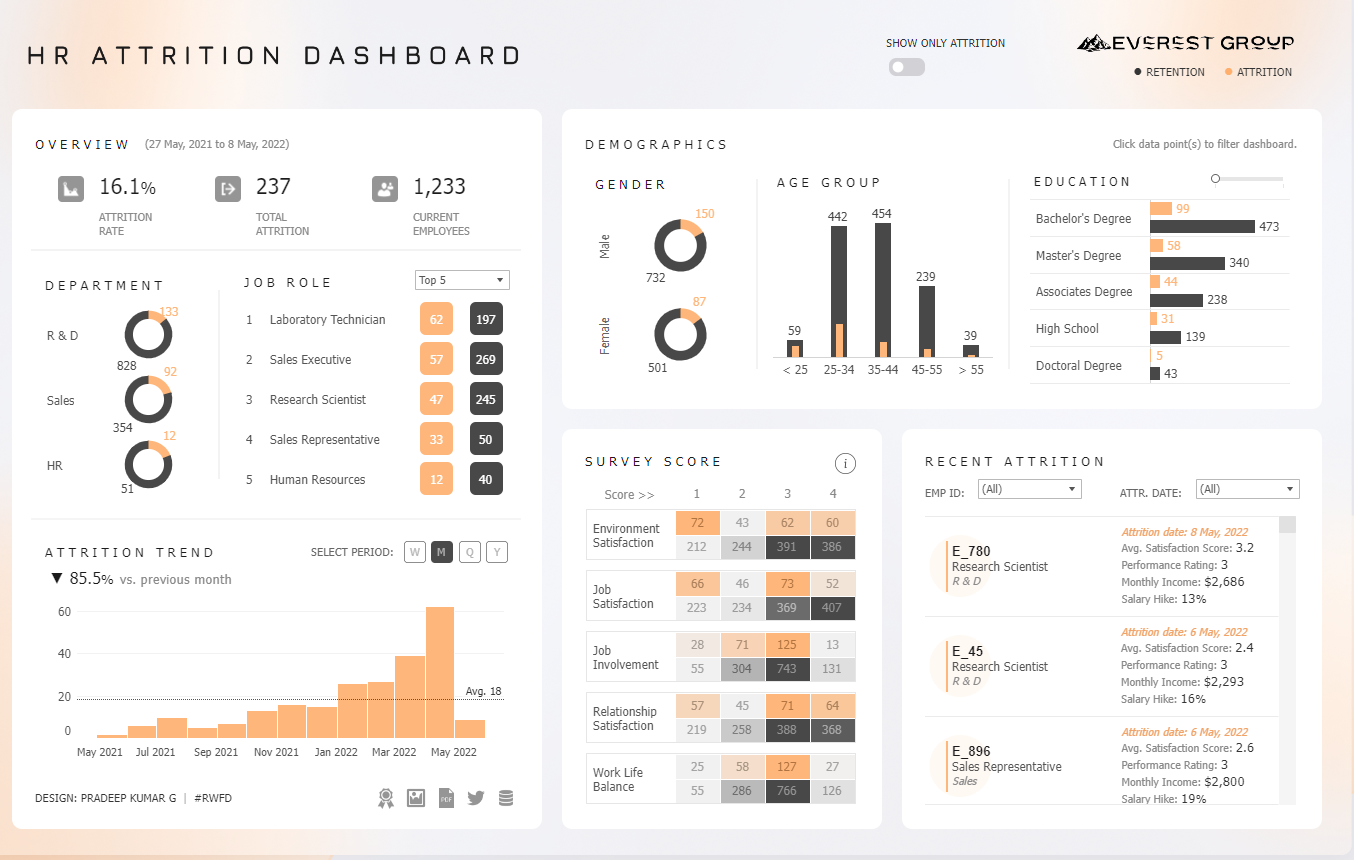 HR ATTRITION DASHBOARD
SHOW ONLY ATTRITION
EVEREST GROUP
RETENTION ATTRITION
OVERVIEW (27 May, 2021 to 8 May, 2022)
16.1% 237 1,233
ATTRITION RATE
TOTAL ATTRITION
CURRENT EMPLOYEES
DEPARTMENT
R & D
133
828
Sales
92
354
HR
12
51
JOB ROLE
Top 5
1 Laboratory Technician 62 197
2 Sales Executive 57 269
3 Research Scientist 47 245
4 Sales Representative 33 50
5 Human Resources 12 40
ATTRITION TREND
SELECT PERIOD: W M Q Y
▼ 85.5% vs. previous month
60
40
20
0
Avg. 18
May 2021 Jul 2021 Sep 2021 Nov 2021 Jan 2022 Mar 2022 May 2022
DESIGN: PRADEEP KUMAR G | #RWFD
PDF
DEMOGRAPHICS
Click data point(s) to filter dashboard.
GENDER
Male
150
732
Female
87
501
AGE GROUP
59 442 454 239 39
< 25 25-34 35-44 45-55 > 55
EDUCATION
Bachelor's Degree 99 473
Master's Degree 58 340
Associates Degree 44 238
High School 31 139
Doctoral Degree 5 43
SURVEY SCORE
i
Score >> 1 2 3 4
Environment Satisfaction
72 43 62 60
212 244 391 386
Job Satisfaction
66 46 73 52
223 234 369 407
Job Involvement
28 71 125 13
55 304 743 131
Relationship Satisfaction
57 45 71 64
219 258 388 368
Work Life Balance
25 58 127 27
55 286 766 126
RECENT ATTRITION
EMP ID: (All) ATTR. DATE: (All)
E_780
Research Scientist
R & D
Attrition date: 8 May, 2022
Avg. Satisfaction Score: 3.2
Performance Rating: 3
Monthly Income: $2,686
Salary Hike: 13%
E_45
Research Scientist
R & D
Attrition date: 6 May, 2022
Avg. Satisfaction Score: 2.4
Performance Rating: 3
Monthly Income: $2,293
Salary Hike: 16%
E_896
Sales Representative
Sales
Attrition date: 6 May, 2022
Avg. Satisfaction Score: 2.6
Performance Rating: 3
Monthly Income: $2,800
Salary Hike: 19%